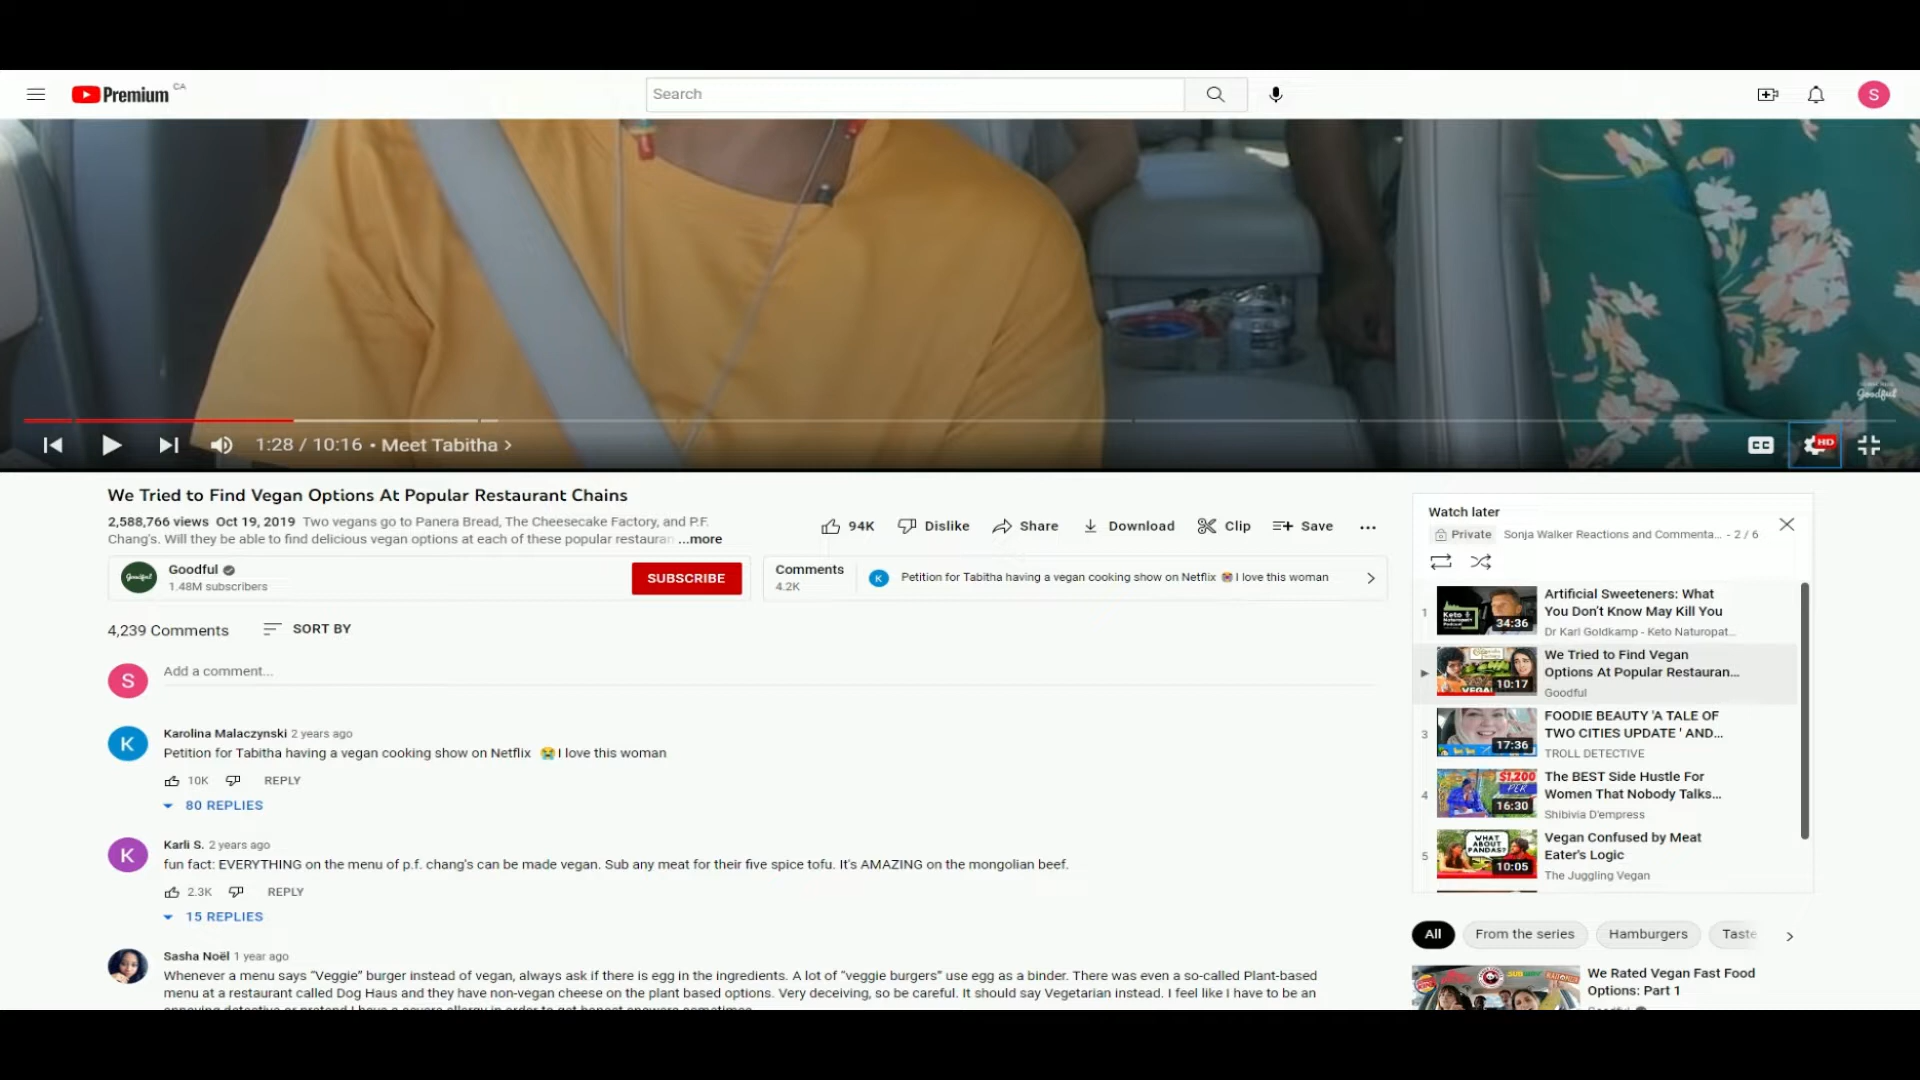 Premium CA
Search
S
Goodful
1:28 / 10:16 • Meet Tabitha >
CC
HD
We Tried to Find Vegan Options At Popular Restaurant Chains
2,588,766 views Oct 19, 2019 Two vegans go to Panera Bread, The Cheesecake Factory, and P.F.
Chang's. Will they be able to find delicious vegan options at each of these popular restauran ...more
94K
Dislike
Share
Download
Clip
Save
Goodful
1.48M subscribers
SUBSCRIBE
Comments
4.2K
K
Petition for Tabitha having a vegan cooking show on Netflix 😭 I love this woman
4,239 Comments
SORT BY
S
Add a comment...
K
Karolina Malaczynski 2 years ago
Petition for Tabitha having a vegan cooking show on Netflix 😭 I love this woman
10K
REPLY
80 REPLIES
K
Karli S. 2 years ago
fun fact: EVERYTHING on the menu of p.f. chang's can be made vegan. Sub any meat for their five spice tofu. It's AMAZING on the mongolian beef.
2.3K
REPLY
15 REPLIES
Sasha Noël 1 year ago
Whenever a menu says "Veggie" burger instead of vegan, always ask if there is egg in the ingredients. A lot of "veggie burgers" use egg as a binder. There was even a so-called Plant-based
menu at a restaurant called Dog Haus and they have non-vegan cheese on the plant based options. Very deceiving, so be careful. It should say Vegetarian instead. I feel like I have to be an
Watch later
Private
Sonja Walker Reactions and Commenta... - 2 / 6
1
34:36
Artificial Sweeteners: What
You Don't Know May Kill You
Dr Karl Goldkamp - Keto Naturopat...
10:17
We Tried to Find Vegan
Options At Popular Restauran...
Goodful
3
17:36
FOODIE BEAUTY 'A TALE OF
TWO CITIES UPDATE ' AND...
TROLL DETECTIVE
4
$1,200
PER
16:30
The BEST Side Hustle For
Women That Nobody Talks...
Shibivia D'empress
5
WHAT
ABOUT
PANDAS?
10:05
Vegan Confused by Meat
Eater's Logic
The Juggling Vegan
All
From the series
Hamburgers
Taste
We Rated Vegan Fast Food
Options: Part 1